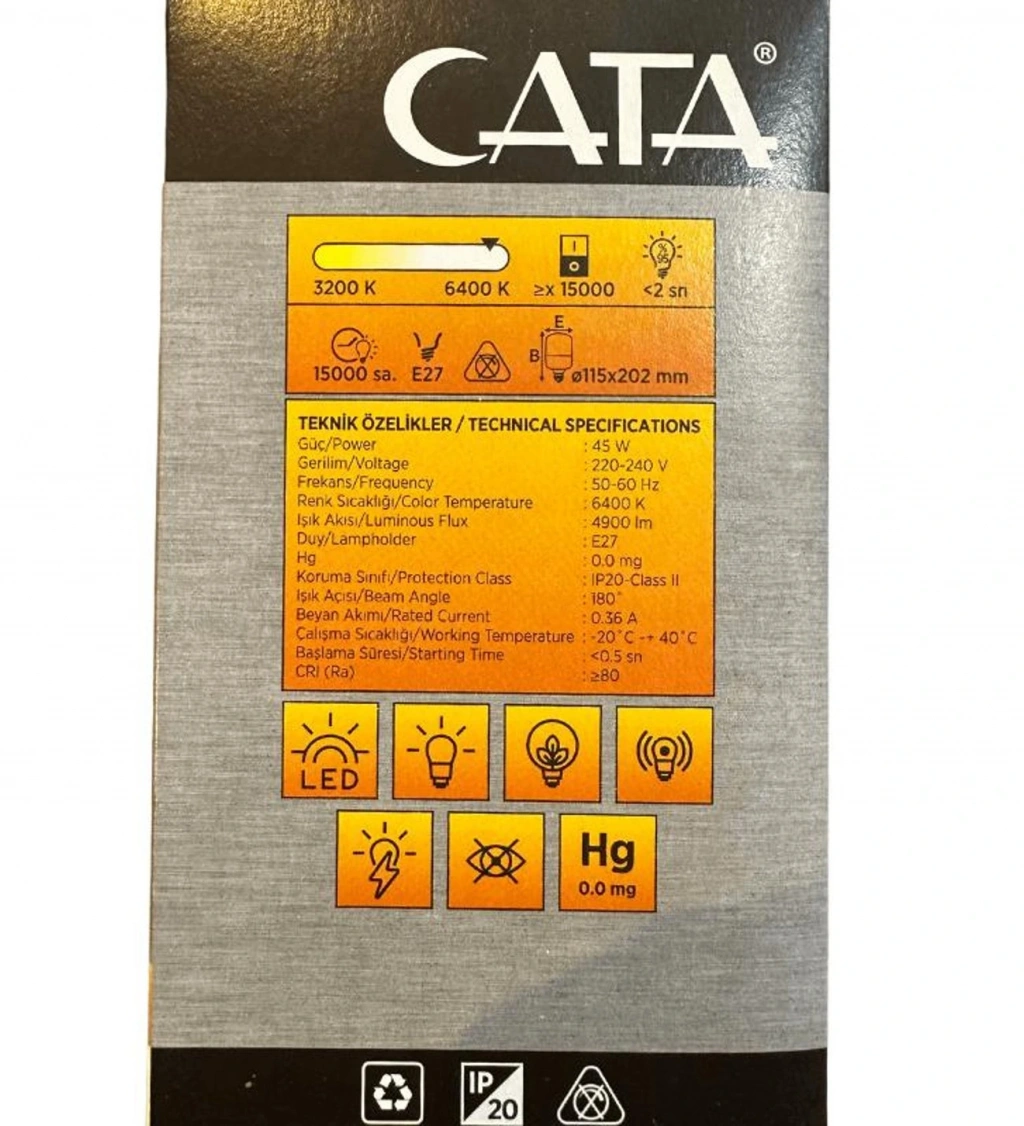 CATA®
3200 K 6400 K ≥x 15000 <2 sn
%95
I
O
E
B
15000 sa. E27 ø115x202 mm
TEKNİK ÖZELİKLER / TECHNICAL SPECIFICATIONS
Güç/Power : 45 W
Gerilim/Voltage : 220-240 V
Frekans/Frequency : 50-60 Hz
Renk Sıcaklığı/Color Temperature : 6400 K
Işık Akısı/Luminous Flux : 4900 lm
Duy/Lampholder : E27
Hg : 0.0 mg
Koruma Sınıfı/Protection Class : IP20-Class II
Işık Açısı/Beam Angle : 180°
Beyan Akımı/Rated Current : 0.36 A
Çalışma Sıcaklığı/Working Temperature : -20°C -+ 40°C
Başlama Süresi/Starting Time : <0.5 sn
CRI (Ra) : ≥80
LED
Hg
0.0 mg
IP
20